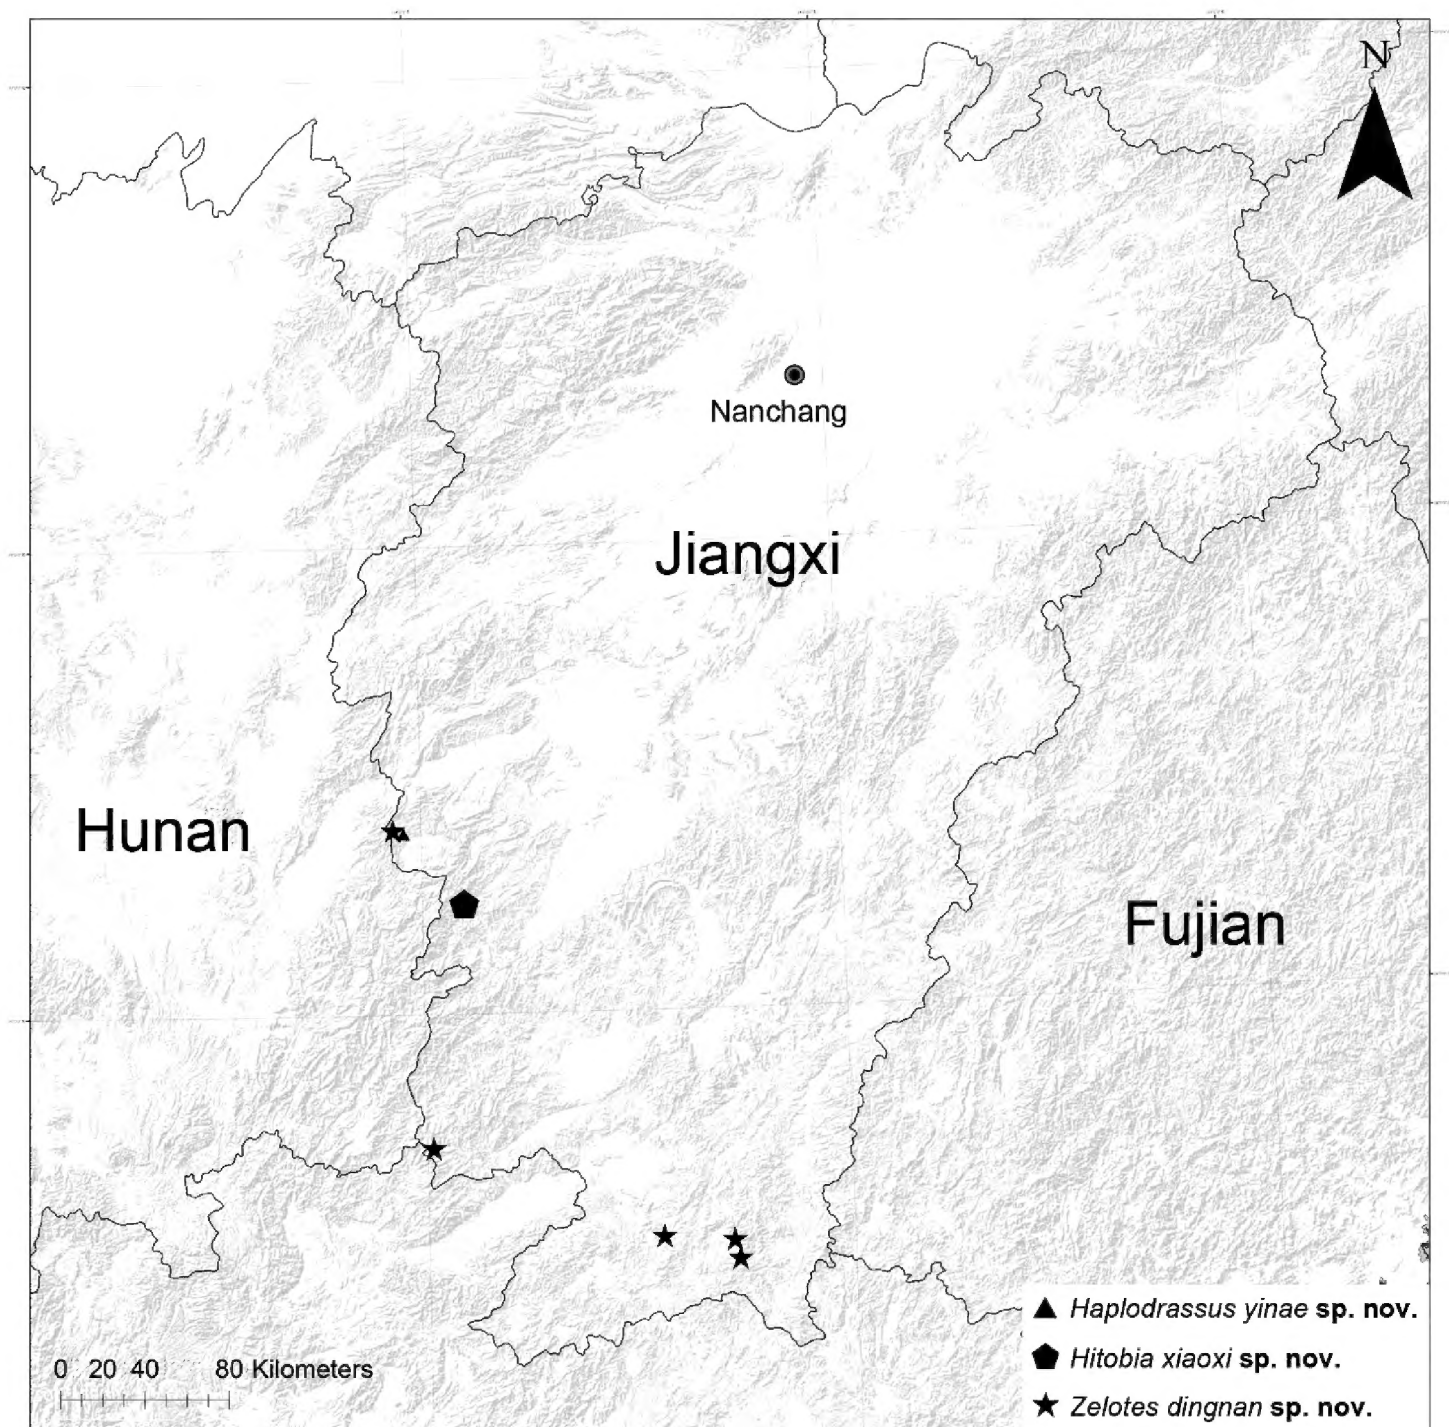 N
Nanchang
Jiangxi
Hunan
Fujian
Haplodrassus yinae sp. nov.
Hitobia xiaoxi sp. nov.
Zelotes dingnan sp. nov.
0 20 40 80 Kilometers